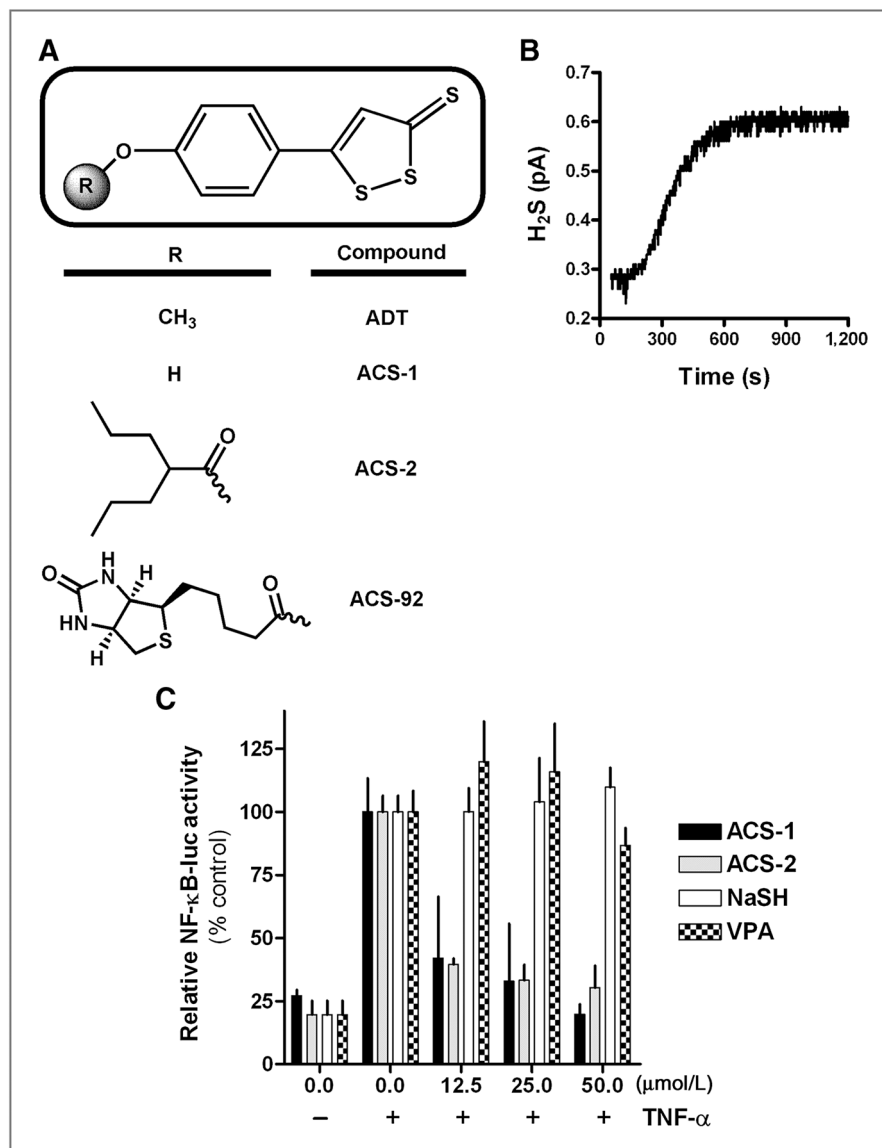 A
R
O
S
S
S
R Compound
CH₃ ADT
H ACS-1
O
ACS-2
O
H
N
H
O
HN
S
H
ACS-92
B
H₂S (pA)
0.7
0.6
0.5
0.4
0.3
0.2
0 300 600 900 1,200
Time (s)
C
Relative NF-κB-luc activity
(% control)
125
100
75
50
25
0
0.0 0.0 12.5 25.0 50.0 (μmol/L)
– + + + + TNF-α
ACS-1
ACS-2
NaSH
VPA